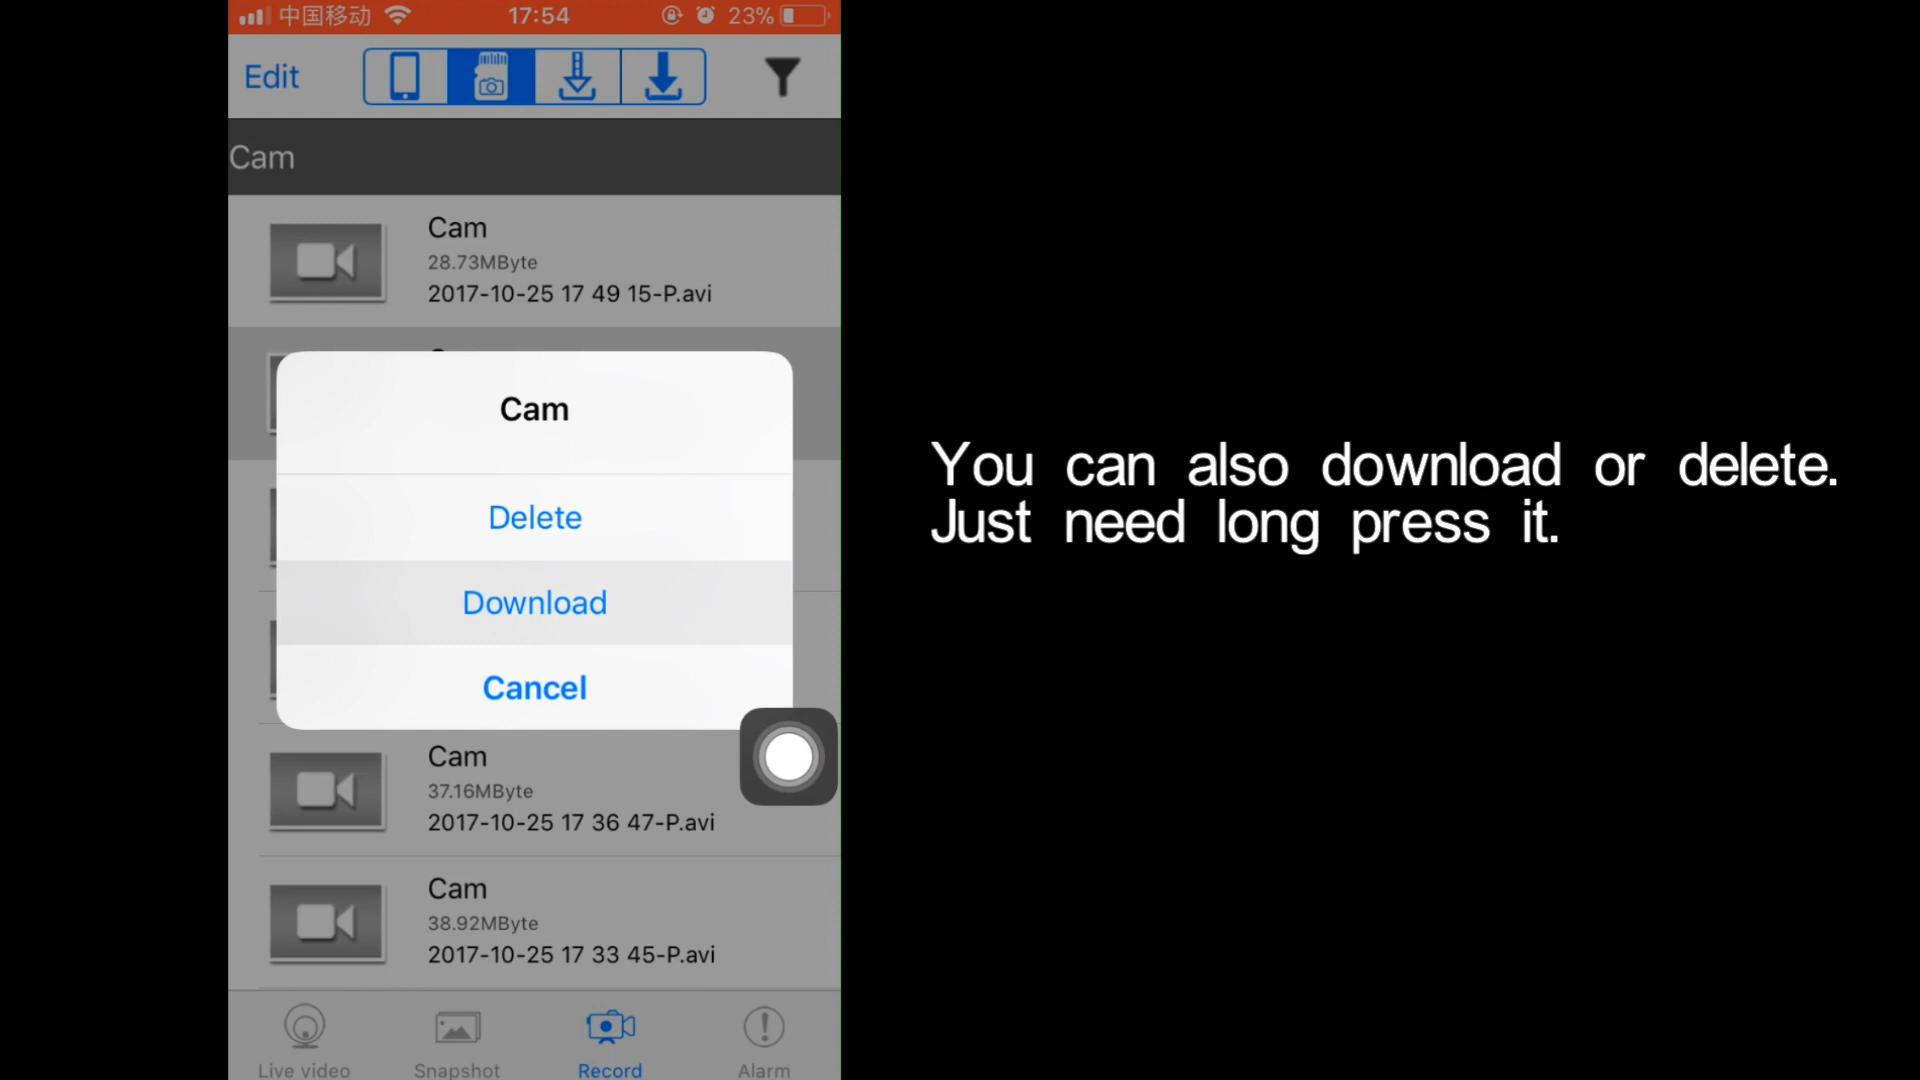 中国移动 17:54 23%
Edit
Cam
Cam
28.73MByte
2017-10-25 17 49 15-P.avi
Cam
Delete
Download
Cancel
Cam
37.16MByte
2017-10-25 17 36 47-P.avi
Cam
38.92MByte
2017-10-25 17 33 45-P.avi
Live video Snapshot Record Alarm
You can also download or delete.
Just need long press it.